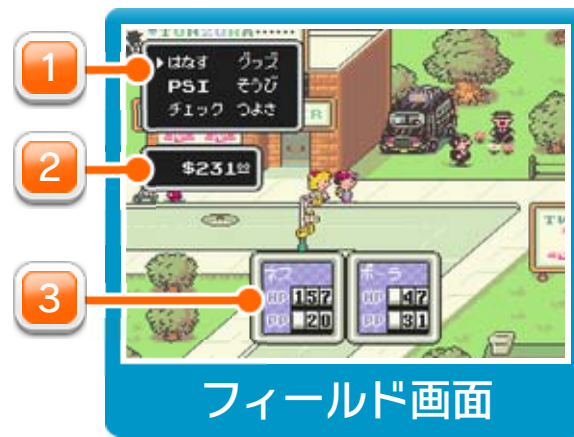 1
はなす グッズ
PSI そうび
チェック つよさ
2
$231.00
3
ネス
HP 157
PP 20
ポーラ
HP 47
PP 31
フィールド画面